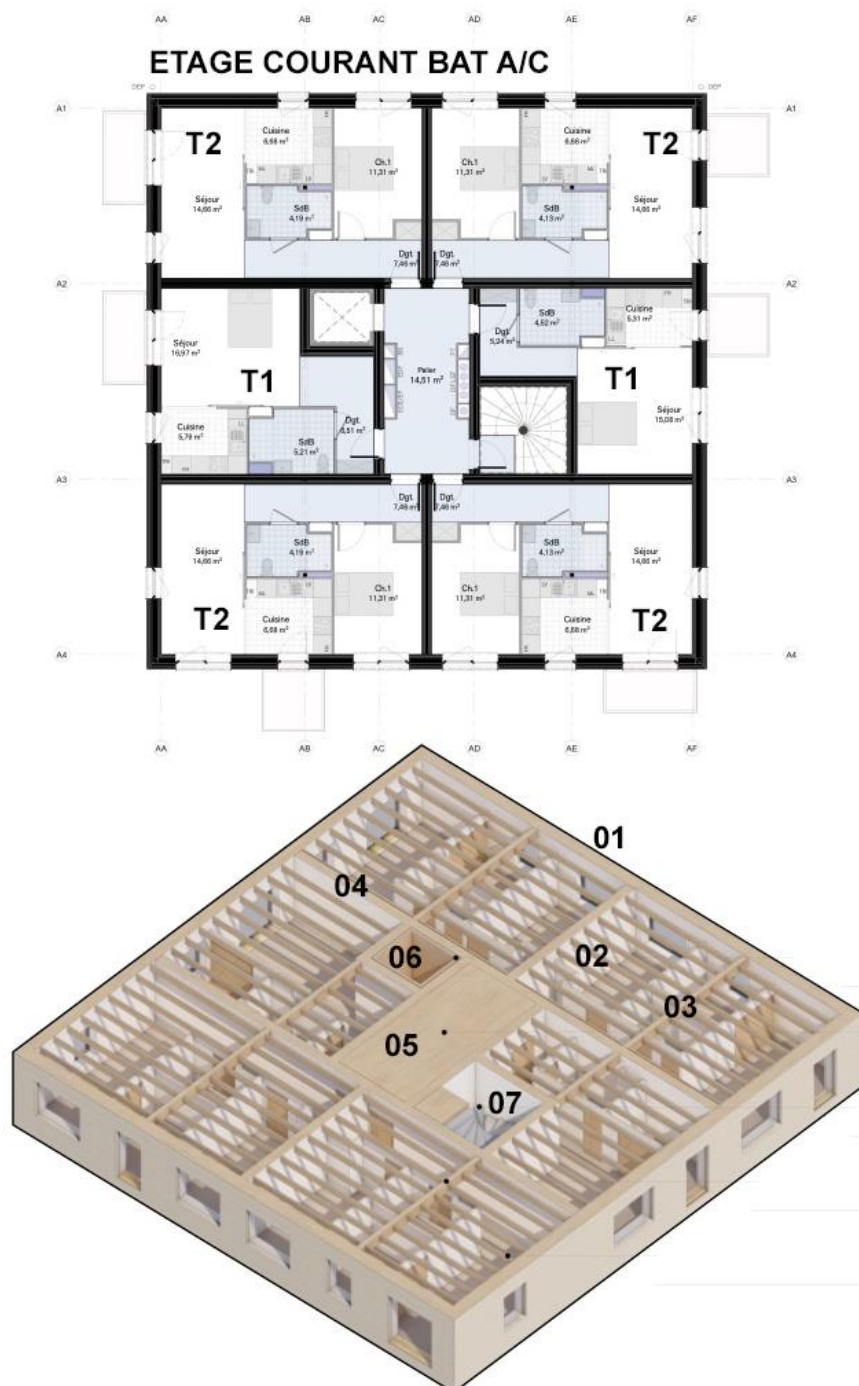 AA AB AC AD AE AF
ETAGE COURANT BAT A/C
DEP DEP
A1 A1
T2 Cuisine 6,68 m² Ch.1 11,31 m² Ch.1 11,31 m² Cuisine 6,68 m² T2
Séjour 14,66 m² SdB 4,19 m² SdB 4,13 m² Séjour 14,86 m²
Dgt. 7,46 m² Dgt. 7,46 m²
A2 A2
Séjour 16,97 m² SdB 4,52 m² Cuisine 5,31 m²
Dgt. 5,24 m²
T1 Palier 14,51 m² T1
Cuisine 5,79 m² SdB 5,21 m² Dgt. 6,51 m² Séjour 15,08 m²
A3 A3
Dgt. 7,46 m² Dgt. 7,46 m²
Séjour 14,66 m² SdB 4,19 m² SdB 4,13 m² Séjour 14,86 m²
T2 Cuisine 6,68 m² Ch.1 11,31 m² Ch.1 11,31 m² Cuisine 6,68 m² T2
A4 A4
AA AB AC AD AE AF
01
04
02
06
03
05
07